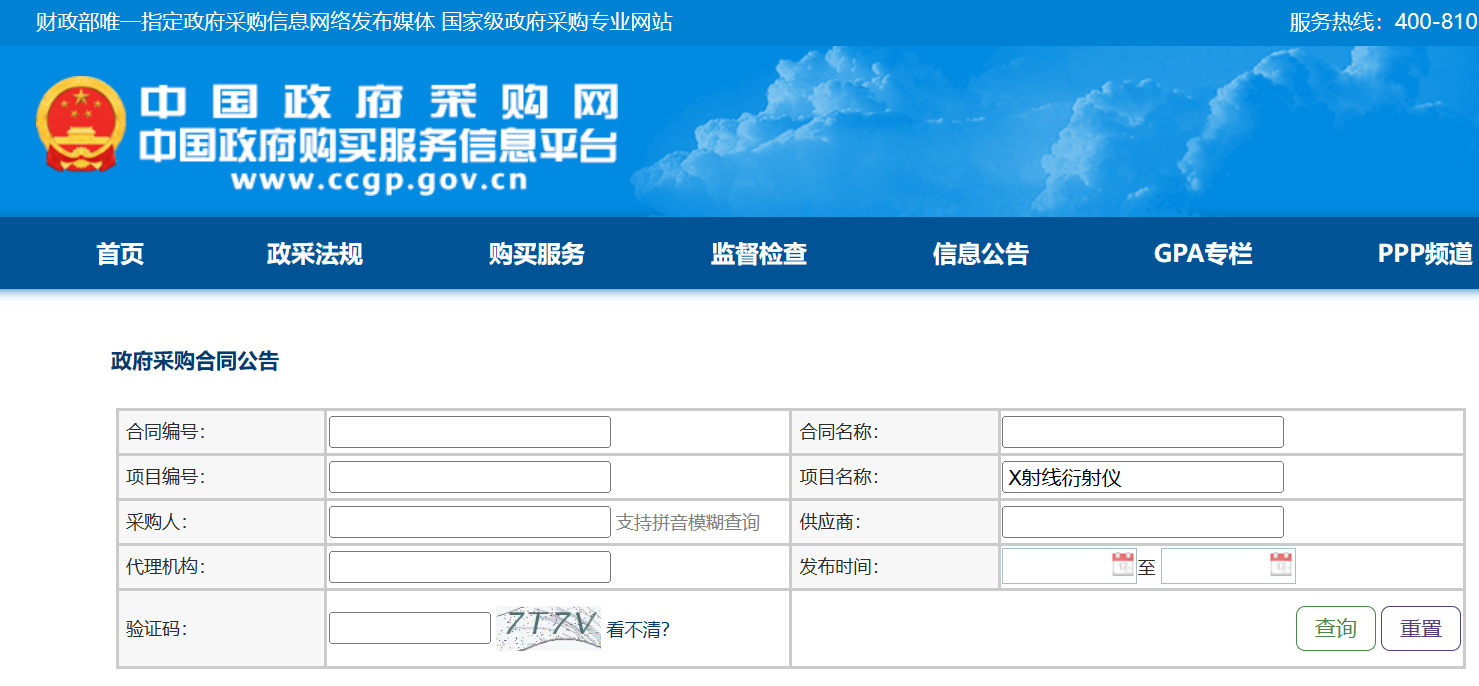 财政部唯一指定政府采购信息网络发布媒体 国家级政府采购专业网站 服务热线：400-810
中国政府采购网
中国政府购买服务信息平台
www.ccgp.gov.cn
首页 政采法规 购买服务 监督检查 信息公告 GPA专栏 PPP频道
政府采购合同公告
合同编号： 合同名称：
项目编号： 项目名称： X射线衍射仪
采购人： 支持拼音模糊查询 供应商：
代理机构： 发布时间： 至
验证码： 7T7V 看不清? 查询 重置